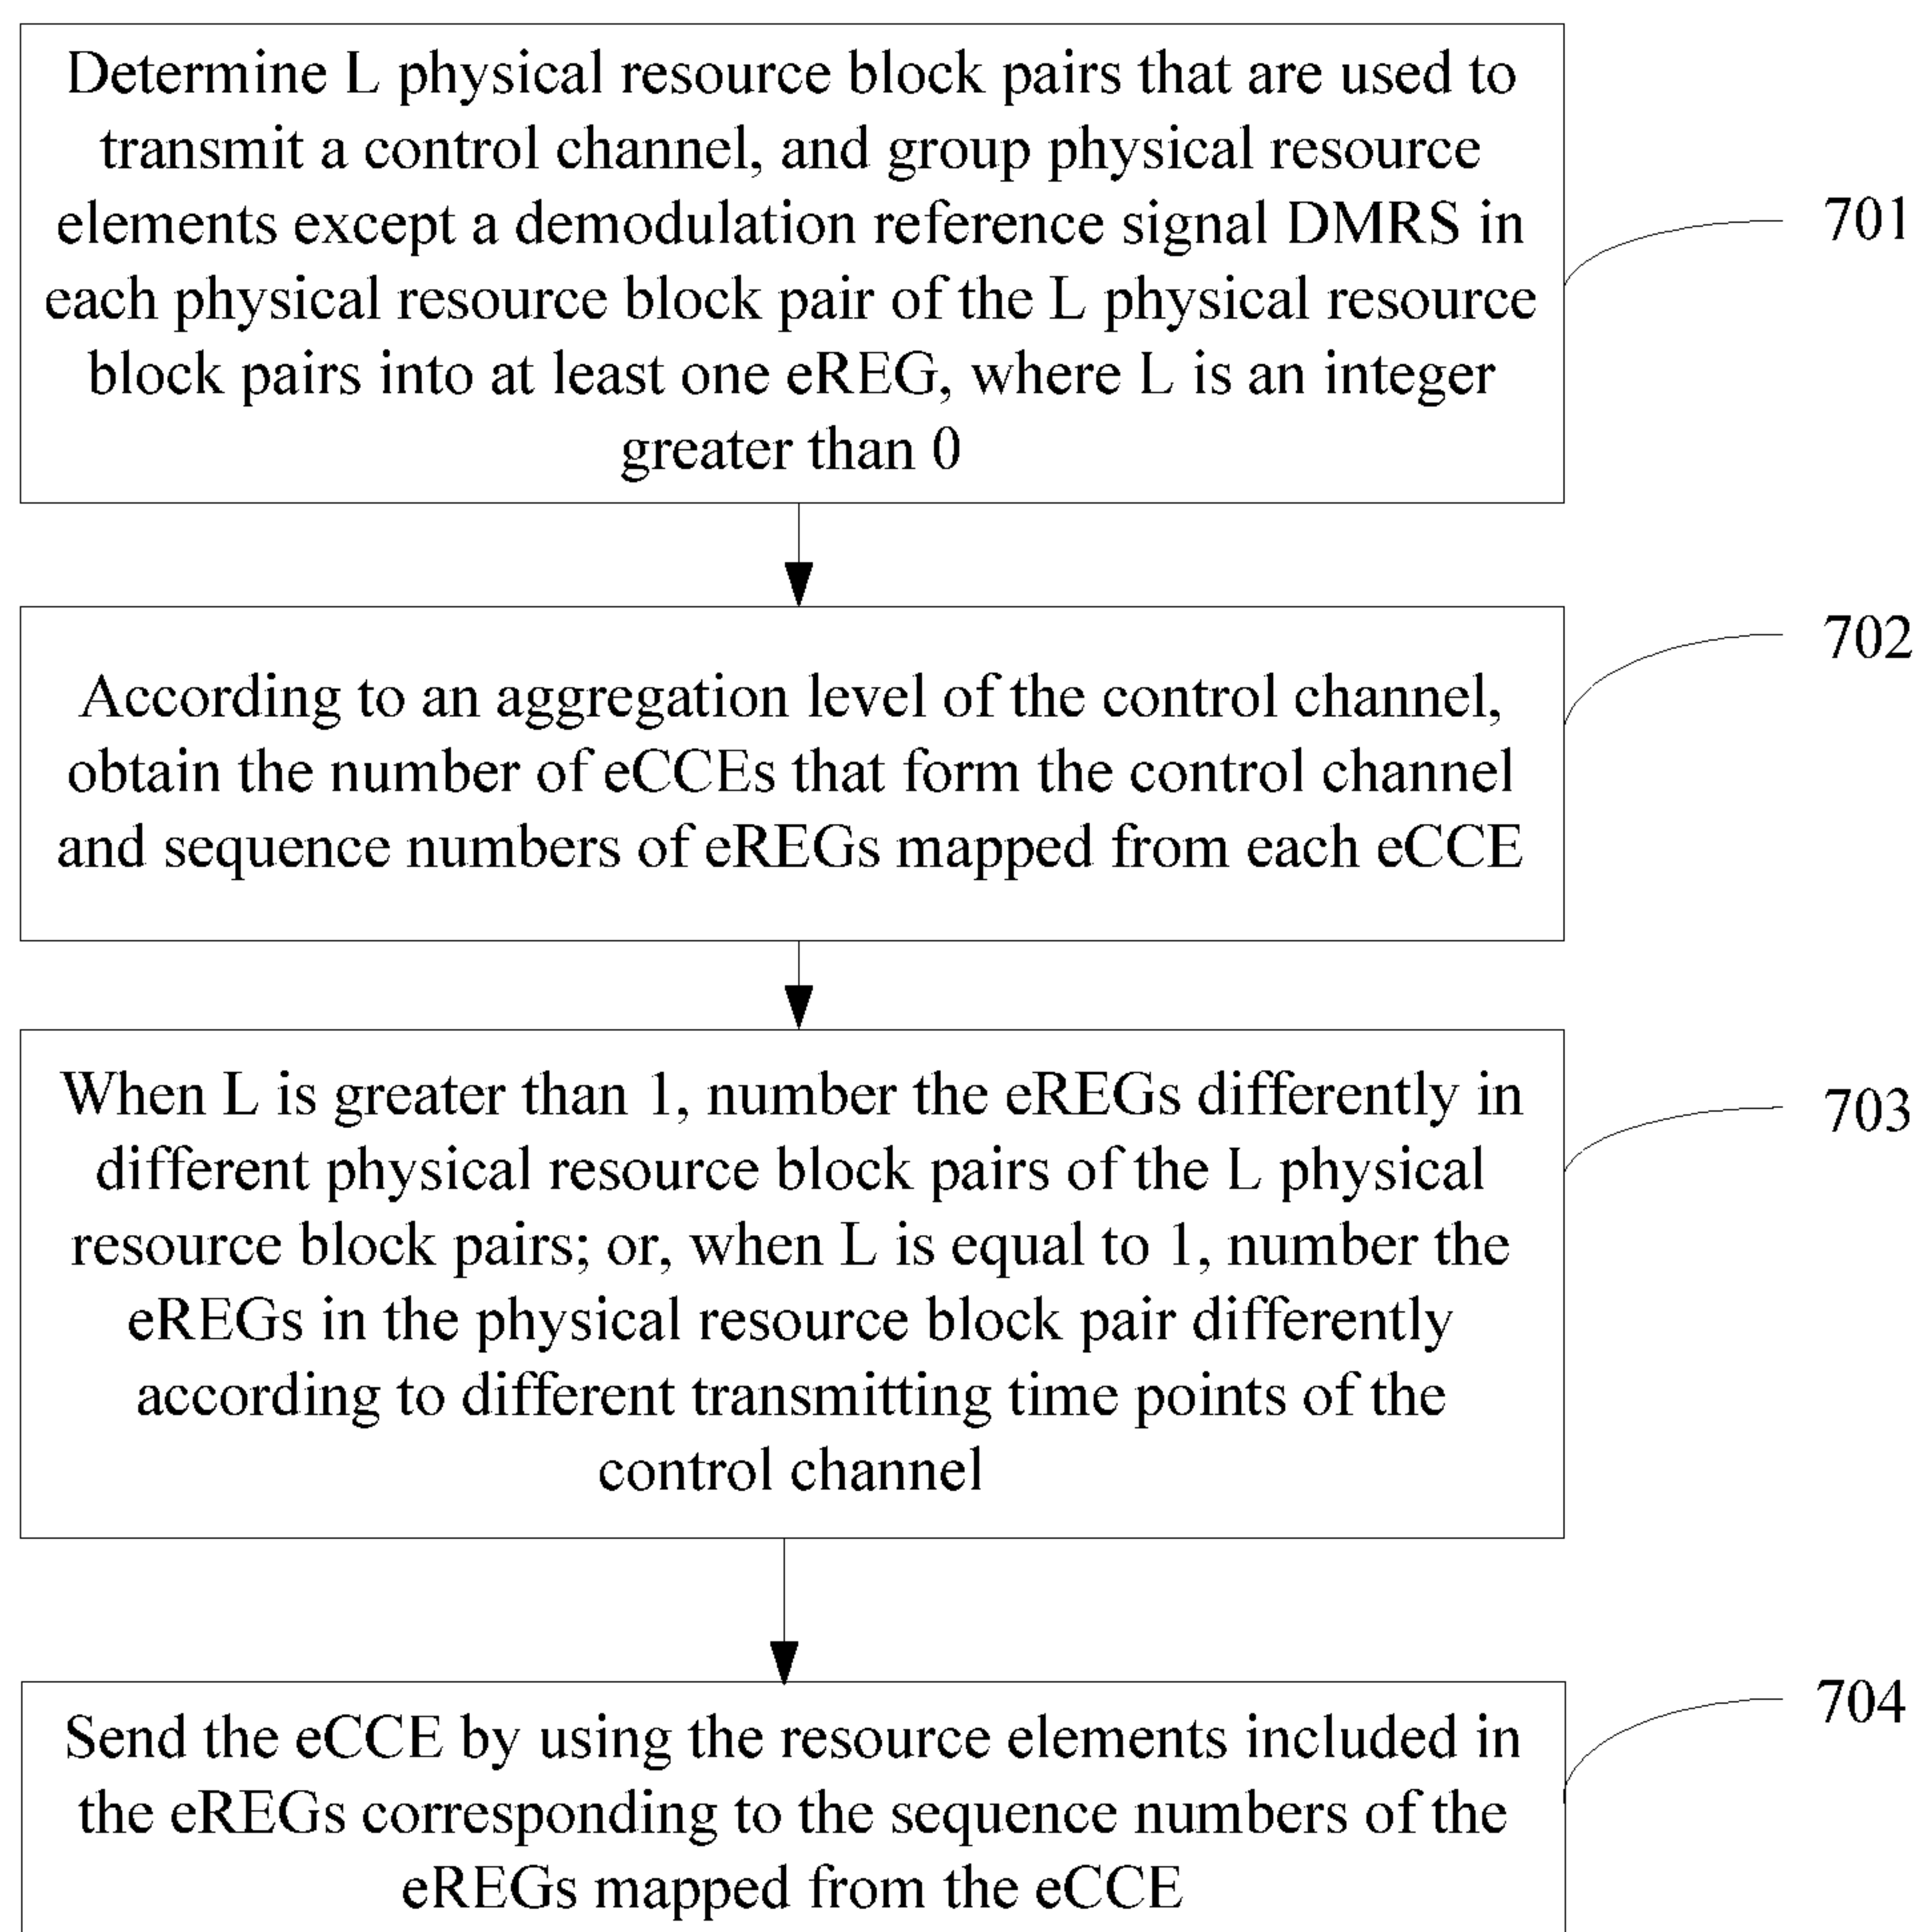 Determine L physical resource block pairs that are used to
transmit a control channel, and group physical resource
elements except a demodulation reference signal DMRS in
each physical resource block pair of the L physical resource
block pairs into at least one eREG, where L is an integer
greater than 0
701
According to an aggregation level of the control channel,
obtain the number of eCCEs that form the control channel
and sequence numbers of eREGs mapped from each eCCE
702
When L is greater than 1, number the eREGs differently in
different physical resource block pairs of the L physical
resource block pairs; or, when L is equal to 1, number the
eREGs in the physical resource block pair differently
according to different transmitting time points of the
control channel
703
Send the eCCE by using the resource elements included in
the eREGs corresponding to the sequence numbers of the
eREGs mapped from the eCCE
704